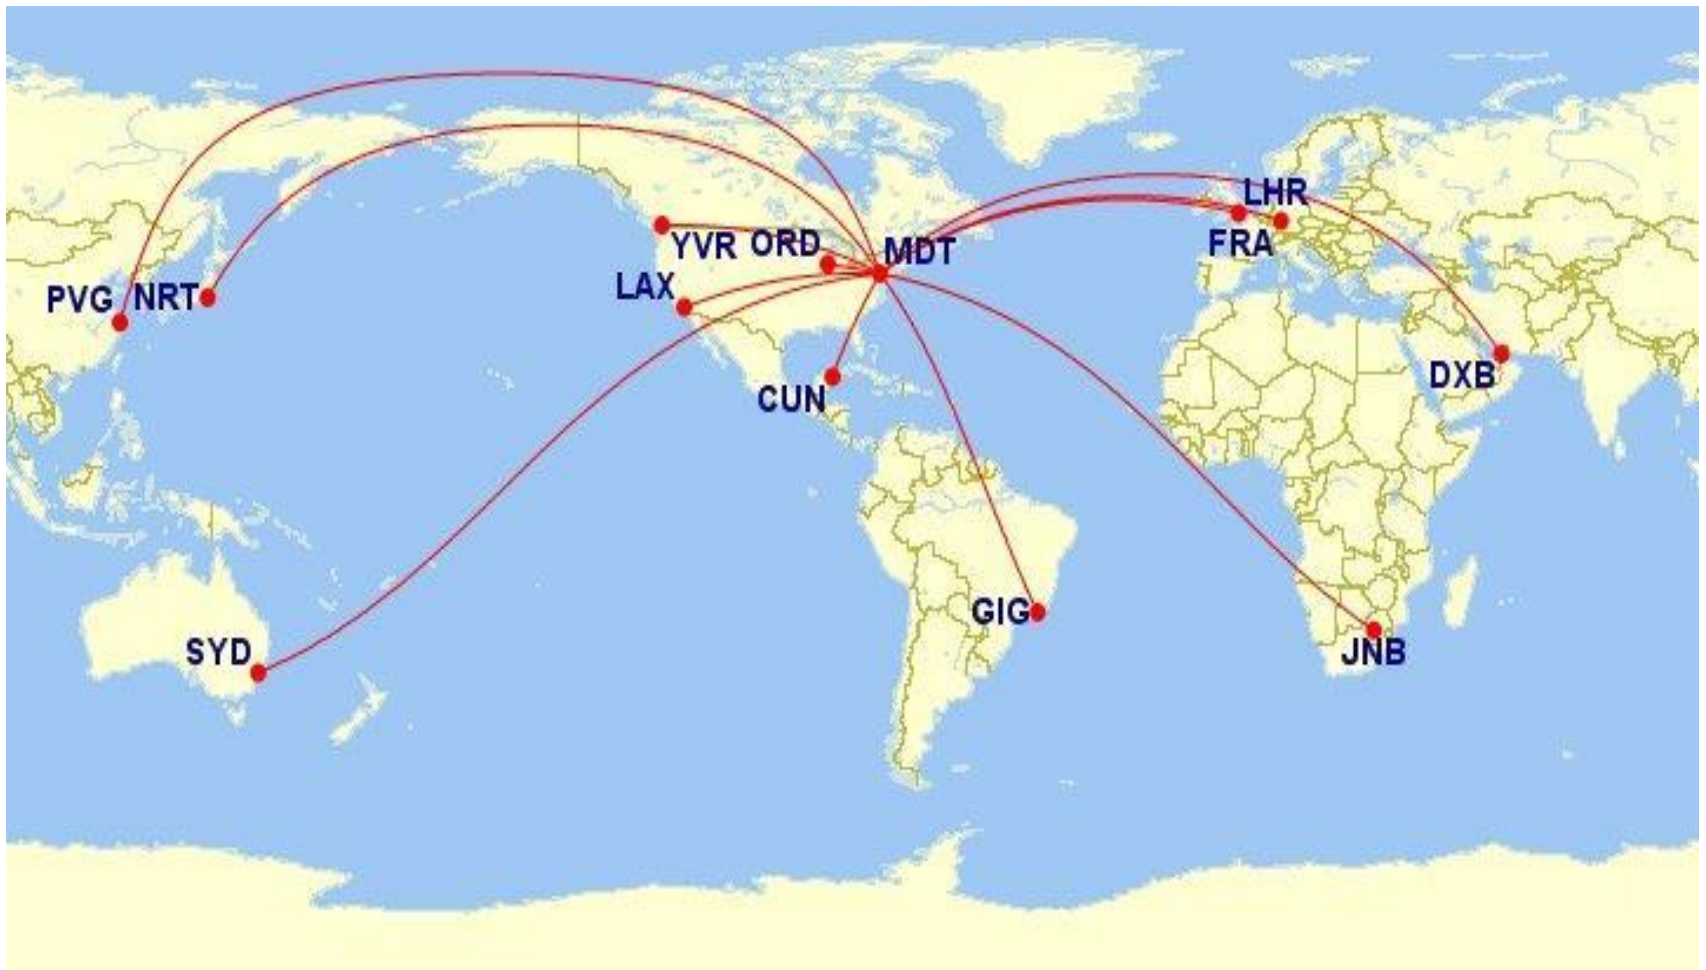 LHR
YVR ORD MDT
FRA
LAX
PVG NRT
DXB
CUN
GIG
SYD
JNB